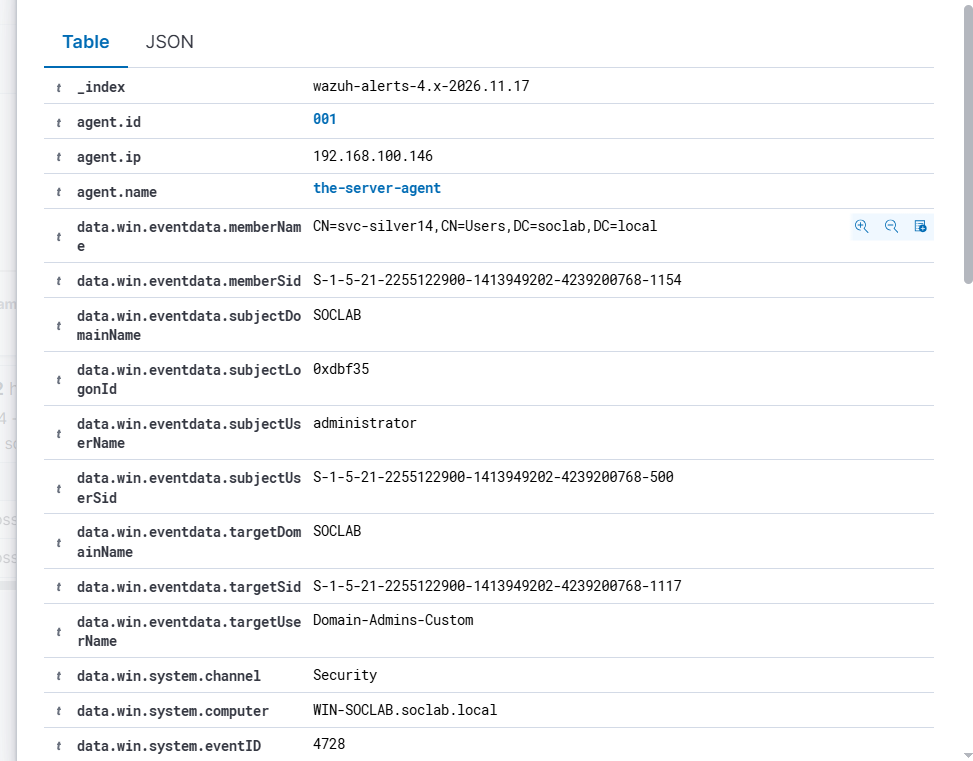 Table JSON
t _index wazuh-alerts-4.x-2026.11.17
t agent.id 001
t agent.ip 192.168.100.146
t agent.name the-server-agent
t data.win.eventdata.memberNam CN=svc-silver14,CN=Users,DC=soclab,DC=local
e
t data.win.eventdata.memberSid S-1-5-21-2255122900-1413949202-4239200768-1154
t data.win.eventdata.subjectDo SOCLAB
mainName
t data.win.eventdata.subjectLo 0xdbf35
gonId
t data.win.eventdata.subjectUs administrator
erName
t data.win.eventdata.subjectUs S-1-5-21-2255122900-1413949202-4239200768-500
erSid
t data.win.eventdata.targetDom SOCLAB
ainName
t data.win.eventdata.targetSid S-1-5-21-2255122900-1413949202-4239200768-1117
t data.win.eventdata.targetUse Domain-Admins-Custom
rName
t data.win.system.channel Security
t data.win.system.computer WIN-SOCLAB.soclab.local
t data.win.system.eventID 4728